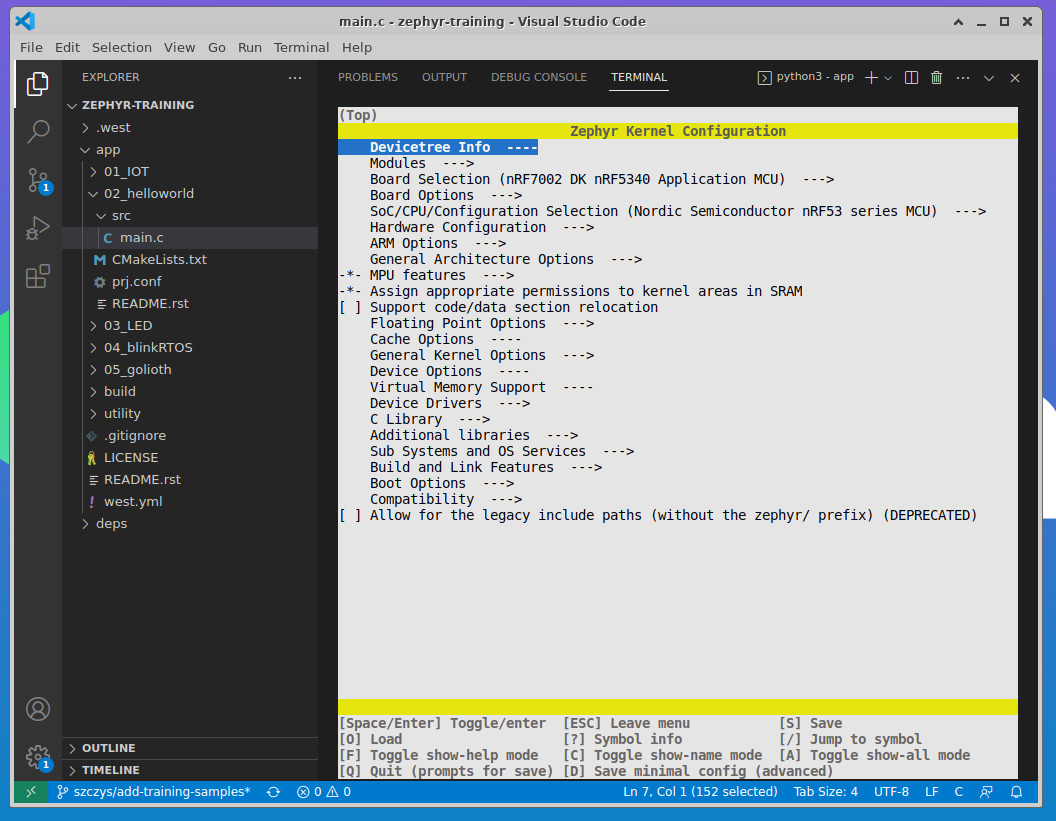 main.c - zephyr-training - Visual Studio Code
File Edit Selection View Go Run Terminal Help
EXPLORER
ZEPHYR-TRAINING
.west
app
01_IOT
02_helloworld
src
C main.c
CMakeLists.txt
prj.conf
README.rst
03_LED
04_blinkRTOS
05_golioth
build
utility
.gitignore
LICENSE
README.rst
! west.yml
deps
OUTLINE
TIMELINE
1
1
PROBLEMS OUTPUT DEBUG CONSOLE TERMINAL python3 - app
(Top)
Zephyr Kernel Configuration
Devicetree Info ----
Modules --->
Board Selection (nRF7002 DK nRF5340 Application MCU) --->
Board Options --->
SoC/CPU/Configuration Selection (Nordic Semiconductor nRF53 series MCU) --->
Hardware Configuration --->
ARM Options --->
General Architecture Options --->
-*- MPU features --->
-*- Assign appropriate permissions to kernel areas in SRAM
[ ] Support code/data section relocation
Floating Point Options --->
Cache Options ----
General Kernel Options --->
Device Options ----
Virtual Memory Support ----
Device Drivers --->
C Library --->
Additional libraries --->
Sub Systems and OS Services --->
Build and Link Features --->
Boot Options --->
Compatibility --->
[ ] Allow for the legacy include paths (without the zephyr/ prefix) (DEPRECATED)
[Space/Enter] Toggle/enter [ESC] Leave menu [S] Save
[O] Load [?] Symbol info [/] Jump to symbol
[F] Toggle show-help mode [C] Toggle show-name mode [A] Toggle show-all mode
[Q] Quit (prompts for save) [D] Save minimal config (advanced)
szczys/add-training-samples* 0 0 Ln 7, Col 1 (152 selected) Tab Size: 4 UTF-8 LF C